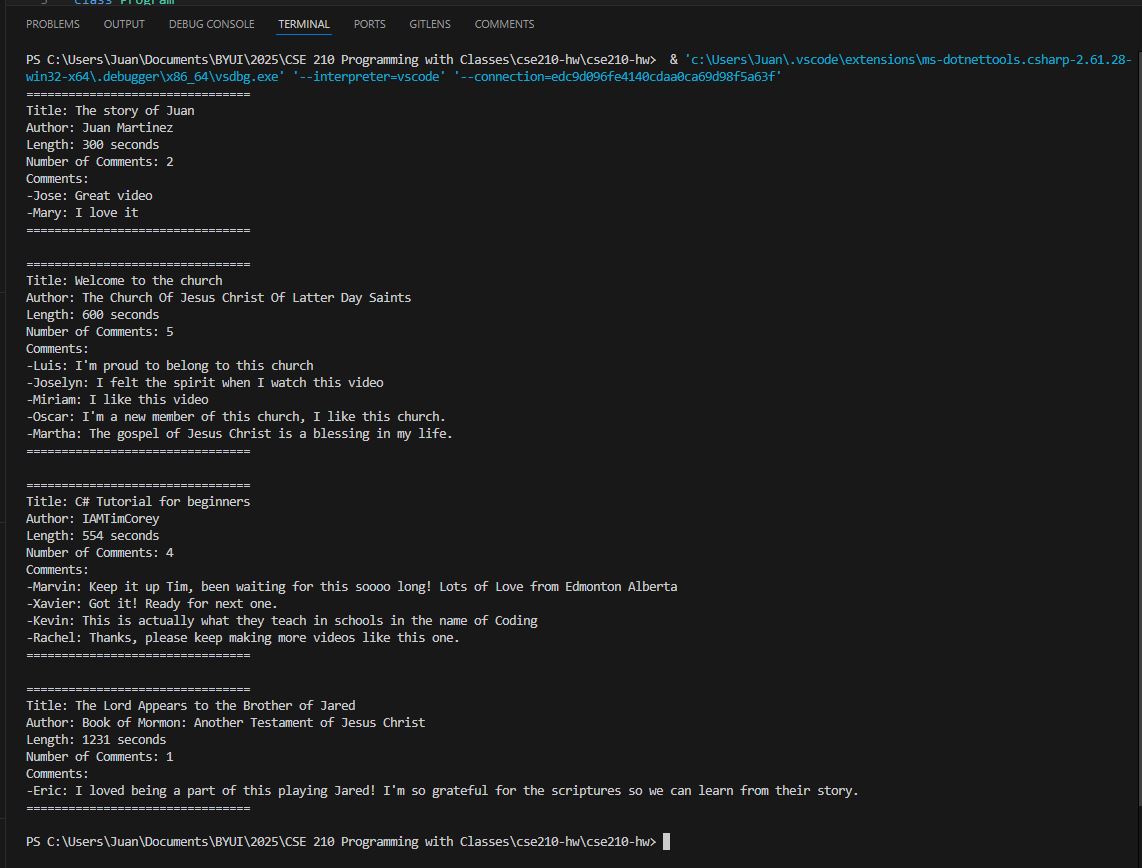 class Program
PROBLEMS OUTPUT DEBUG CONSOLE TERMINAL PORTS GITLENS COMMENTS
PS C:\Users\Juan\Documents\BYUI\2025\CSE 210 Programming with Classes\cse210-hw\cse210-hw>  & 'c:\Users\Juan\.vscode\extensions\ms-dotnettools.csharp-2.61.28-
win32-x64\.debugger\x86_64\vsdbg.exe' '--interpreter=vscode' '--connection=edc9d096fe4140cdaa0ca69d98f5a63f'
================================
Title: The story of Juan
Author: Juan Martinez
Length: 300 seconds
Number of Comments: 2
Comments:
-Jose: Great video
-Mary: I love it
================================
================================
Title: Welcome to the church
Author: The Church Of Jesus Christ Of Latter Day Saints
Length: 600 seconds
Number of Comments: 5
Comments:
-Luis: I'm proud to belong to this church
-Joselyn: I felt the spirit when I watch this video
-Miriam: I like this video
-Oscar: I'm a new member of this church, I like this church.
-Martha: The gospel of Jesus Christ is a blessing in my life.
================================
================================
Title: C# Tutorial for beginners
Author: IAMTimCorey
Length: 554 seconds
Number of Comments: 4
Comments:
-Marvin: Keep it up Tim, been waiting for this soooo long! Lots of Love from Edmonton Alberta
-Xavier: Got it! Ready for next one.
-Kevin: This is actually what they teach in schools in the name of Coding
-Rachel: Thanks, please keep making more videos like this one.
================================
================================
Title: The Lord Appears to the Brother of Jared
Author: Book of Mormon: Another Testament of Jesus Christ
Length: 1231 seconds
Number of Comments: 1
Comments:
-Eric: I loved being a part of this playing Jared! I'm so grateful for the scriptures so we can learn from their story.
================================
PS C:\Users\Juan\Documents\BYUI\2025\CSE 210 Programming with Classes\cse210-hw\cse210-hw>